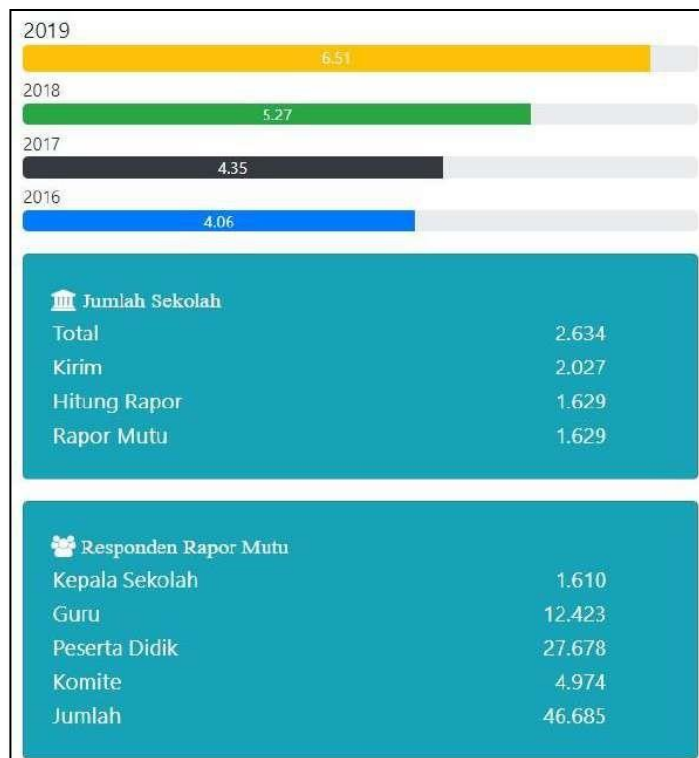 2019
6.51
2018
5.27
2017
4.35
2016
4.06
Jumlah Sekolah
Total 2.634
Kirim 2.027
Hitung Rapor 1.629
Rapor Mutu 1.629
Responden Rapor Mutu
Kepala Sekolah 1.610
Guru 12.423
Peserta Didik 27.678
Komite 4.974
Jumlah 46.685